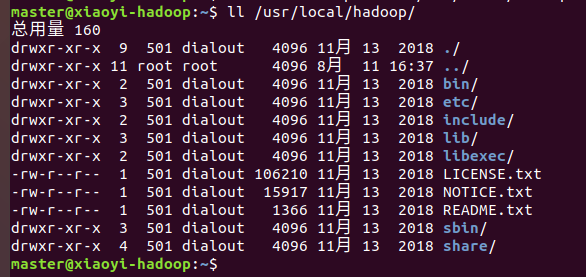 master@xiaoyi-hadoop:~$ ll /usr/local/hadoop/
总用量 160
drwxr-xr-x  9  501 dialout   4096 11月 13  2018 ./
drwxr-xr-x 11 root root      4096 8月  11 16:37 ../
drwxr-xr-x  2  501 dialout   4096 11月 13  2018 bin/
drwxr-xr-x  3  501 dialout   4096 11月 13  2018 etc/
drwxr-xr-x  2  501 dialout   4096 11月 13  2018 include/
drwxr-xr-x  3  501 dialout   4096 11月 13  2018 lib/
drwxr-xr-x  2  501 dialout   4096 11月 13  2018 libexec/
-rw-r--r--  1  501 dialout 106210 11月 13  2018 LICENSE.txt
-rw-r--r--  1  501 dialout  15917 11月 13  2018 NOTICE.txt
-rw-r--r--  1  501 dialout   1366 11月 13  2018 README.txt
drwxr-xr-x  3  501 dialout   4096 11月 13  2018 sbin/
drwxr-xr-x  4  501 dialout   4096 11月 13  2018 share/
master@xiaoyi-hadoop:~$